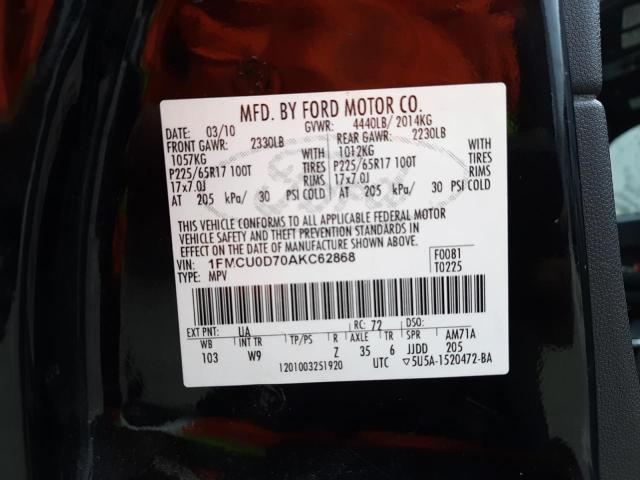 MFD. BY FORD MOTOR CO.
DATE: 03/10 GVWR: 4440LB/ 2014KG
FRONT GAWR: 2330LB REAR GAWR: 2230LB
1057KG WITH 1012KG WITH
P225/65R17 100T TIRES P225/65R17 100T TIRES
17x7.0J RIMS 17x7.0J RIMS
AT 205 kPa/ 30 PSI COLD AT 205 kPa/ 30 PSI COLD
THIS VEHICLE CONFORMS TO ALL APPLICABLE FEDERAL MOTOR
VEHICLE SAFETY AND THEFT PREVENTION STANDARDS IN
EFFECT ON THE DATE OF MANUFACTURE SHOWN ABOVE.
VIN: 1FMCU0D70AKC62868 F0081
TYPE: MPV T0225
EXT PNT: UA RC: 72 DSO:
WB INT TR TP/PS R AXLE TR SPR AM71A
103 W9 Z 35 6 JJDD 205
1201003251920 UTC ▽5U5A-1520472-BA